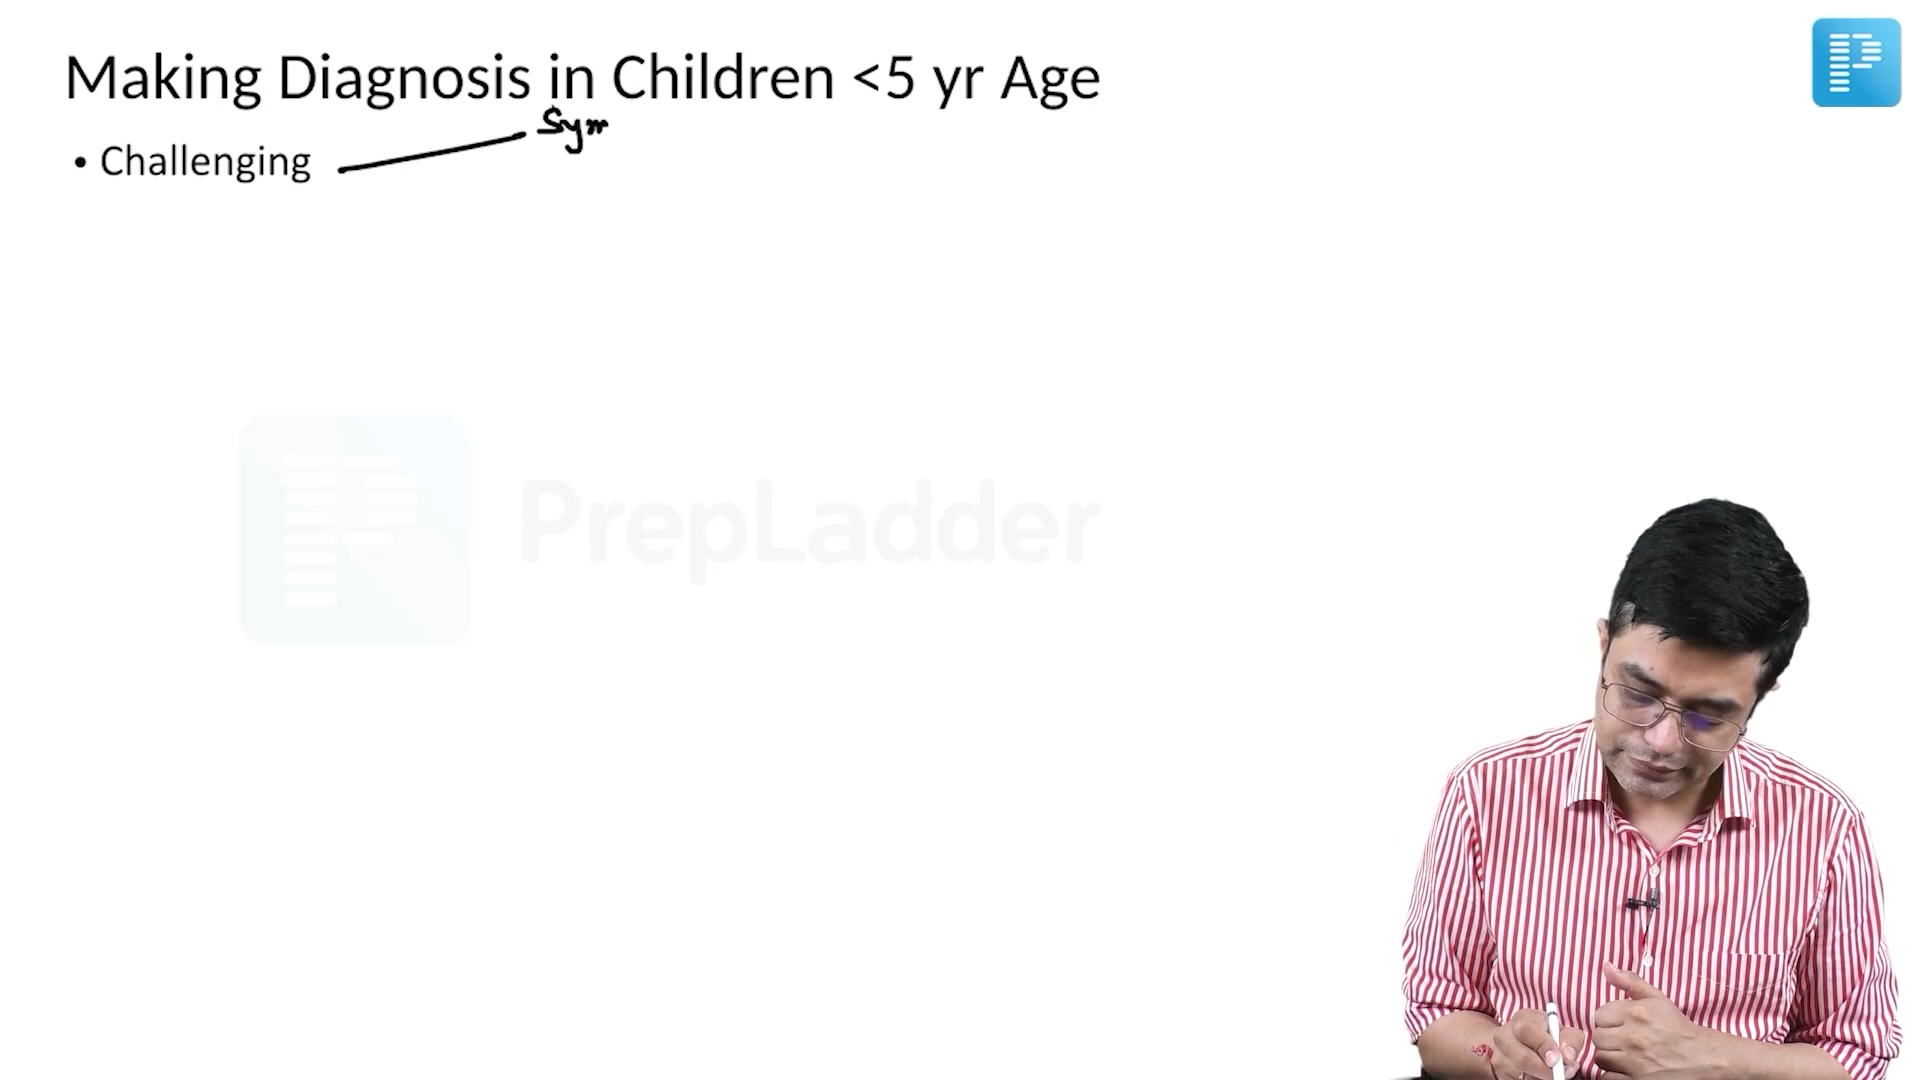 Making Diagnosis in Children <5 yr Age
Sym
• Challenging
PrepLadder